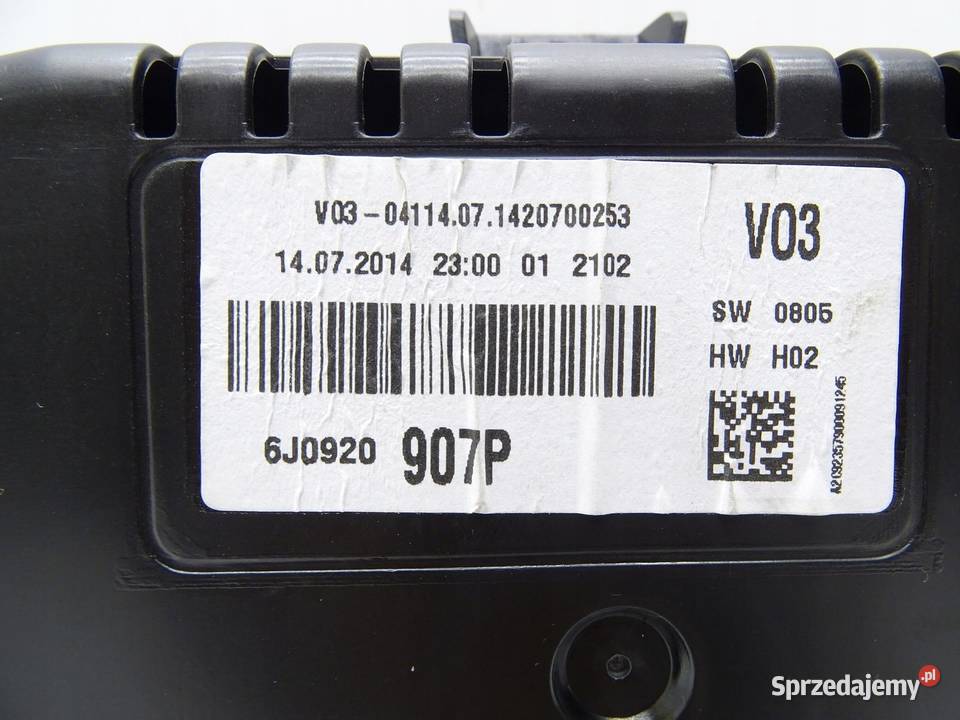 V03-04114.07.1420700253
14.07.2014 23:00 01 2102
V03
SW 0805
HW H02
6J0920 907P
A2C92357900091245
Sprzedajemy.pl